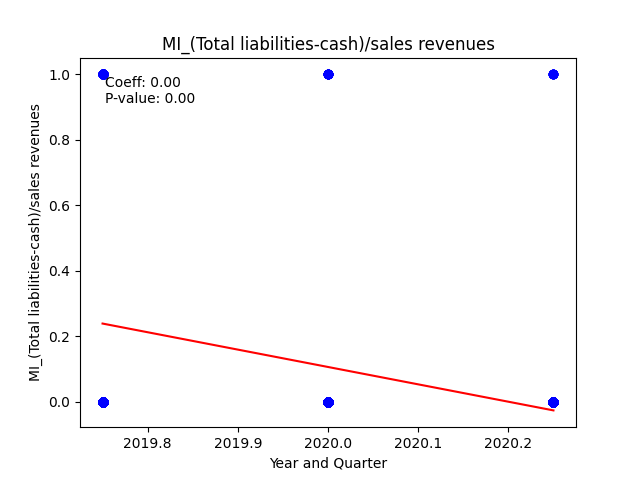 MI_(Total liabilities-cash)/sales revenues
Coeff: 0.00
P-value: 0.00
MI_(Total liabilities-cash)/sales revenues
1.0
0.8
0.6
0.4
0.2
0.0
2019.8 2019.9 2020.0 2020.1 2020.2
Year and Quarter